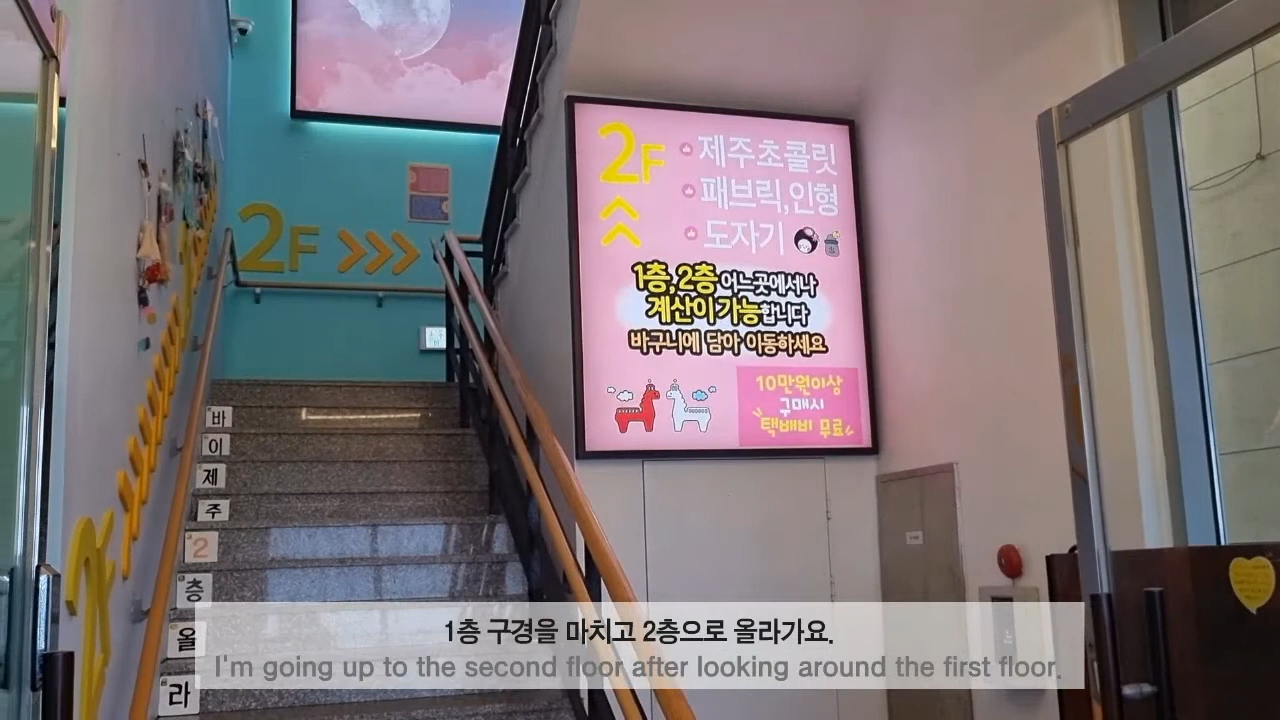 2F
제주초콜릿
패브릭,인형
도자기
1층,2층 어느곳에서나
계산이가능합니다
바구니에 담아 이동하세요
10만원이상
구매시
택배비 무료
2F
바
이
제
주
2
층
올
라
1층 구경을 마치고 2층으로 올라가요.
I'm going up to the second floor after looking around the first floor.